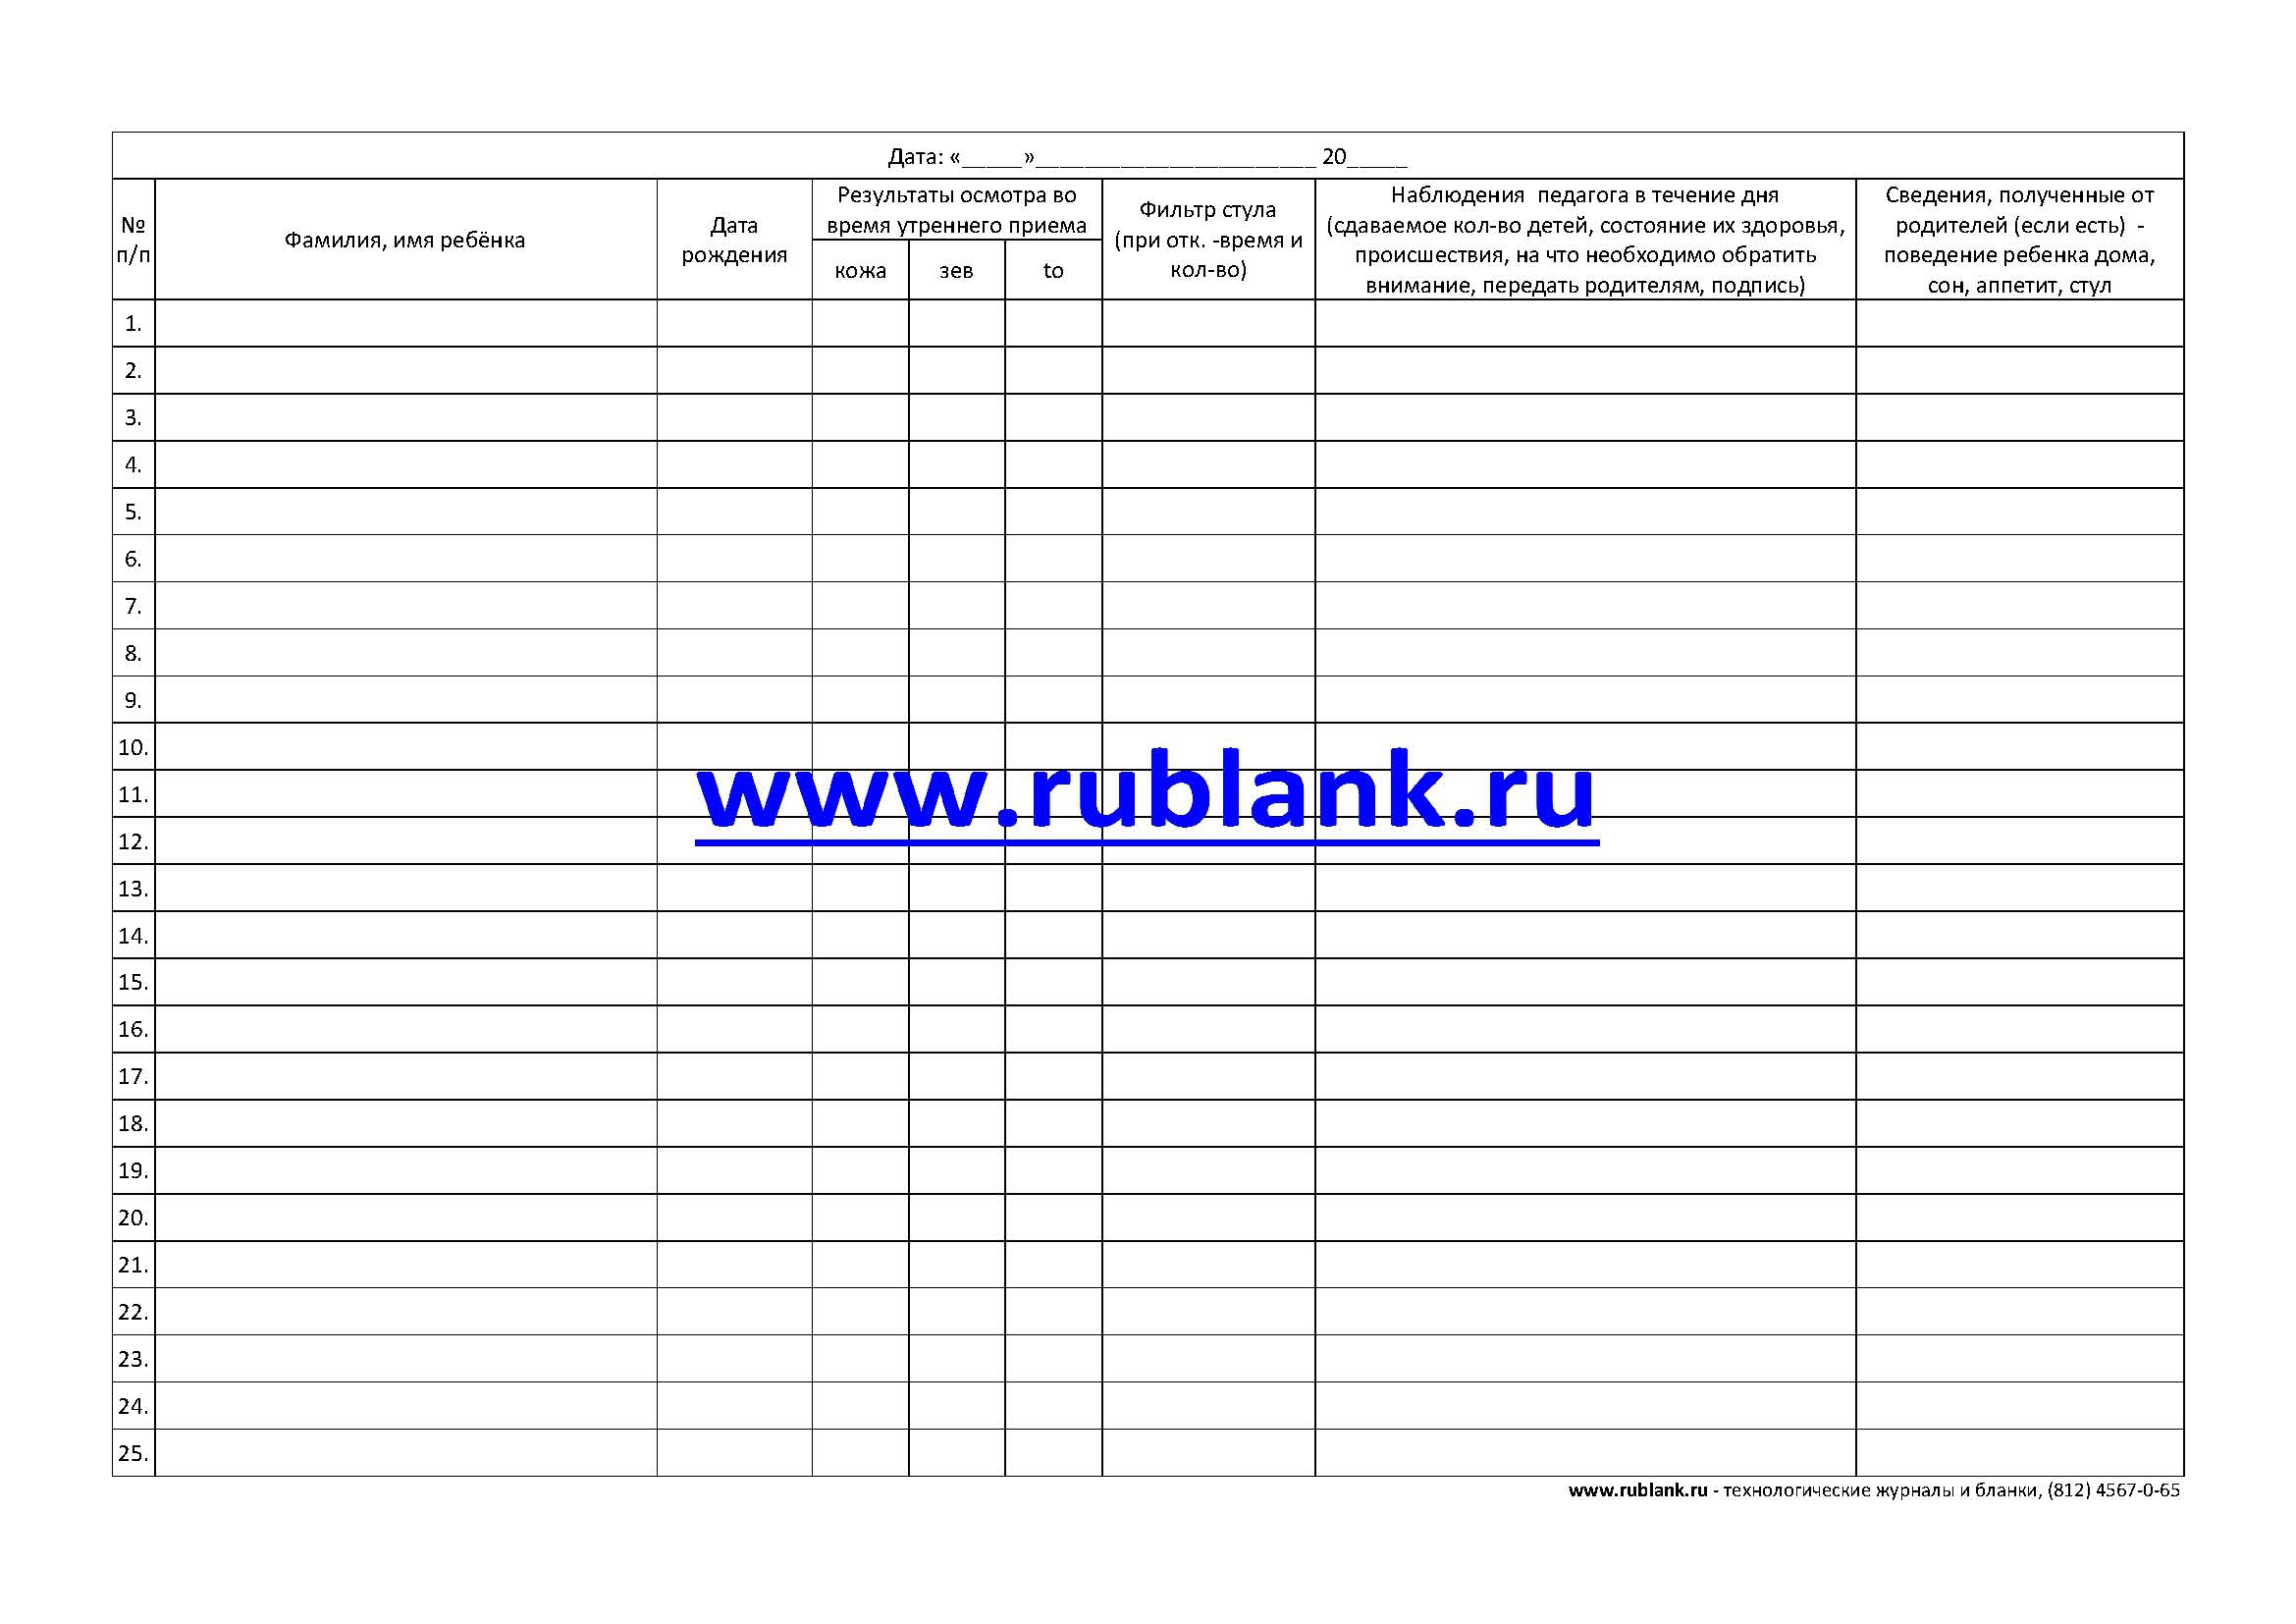 Дата: «_____»_______________________ 20_____
№
п/п
Фамилия, имя ребёнка
Дата
рождения
Результаты осмотра во
время утреннего приема
кожа
зев
to
Фильтр стула
(при отк. -время и
кол-во)
Наблюдения  педагога в течение дня
(сдаваемое кол-во детей, состояние их здоровья,
происшествия, на что необходимо обратить
внимание, передать родителям, подпись)
Сведения, полученные от
родителей (если есть)  -
поведение ребенка дома,
сон, аппетит, стул
1.
2.
3.
4.
5.
6.
7.
8.
9.
10.
www.rublank.ru
11.
12.
13.
14.
15.
16.
17.
18.
19.
20.
21.
22.
23.
24.
25.
www.rublank.ru - технологические журналы и бланки, (812) 4567-0-65